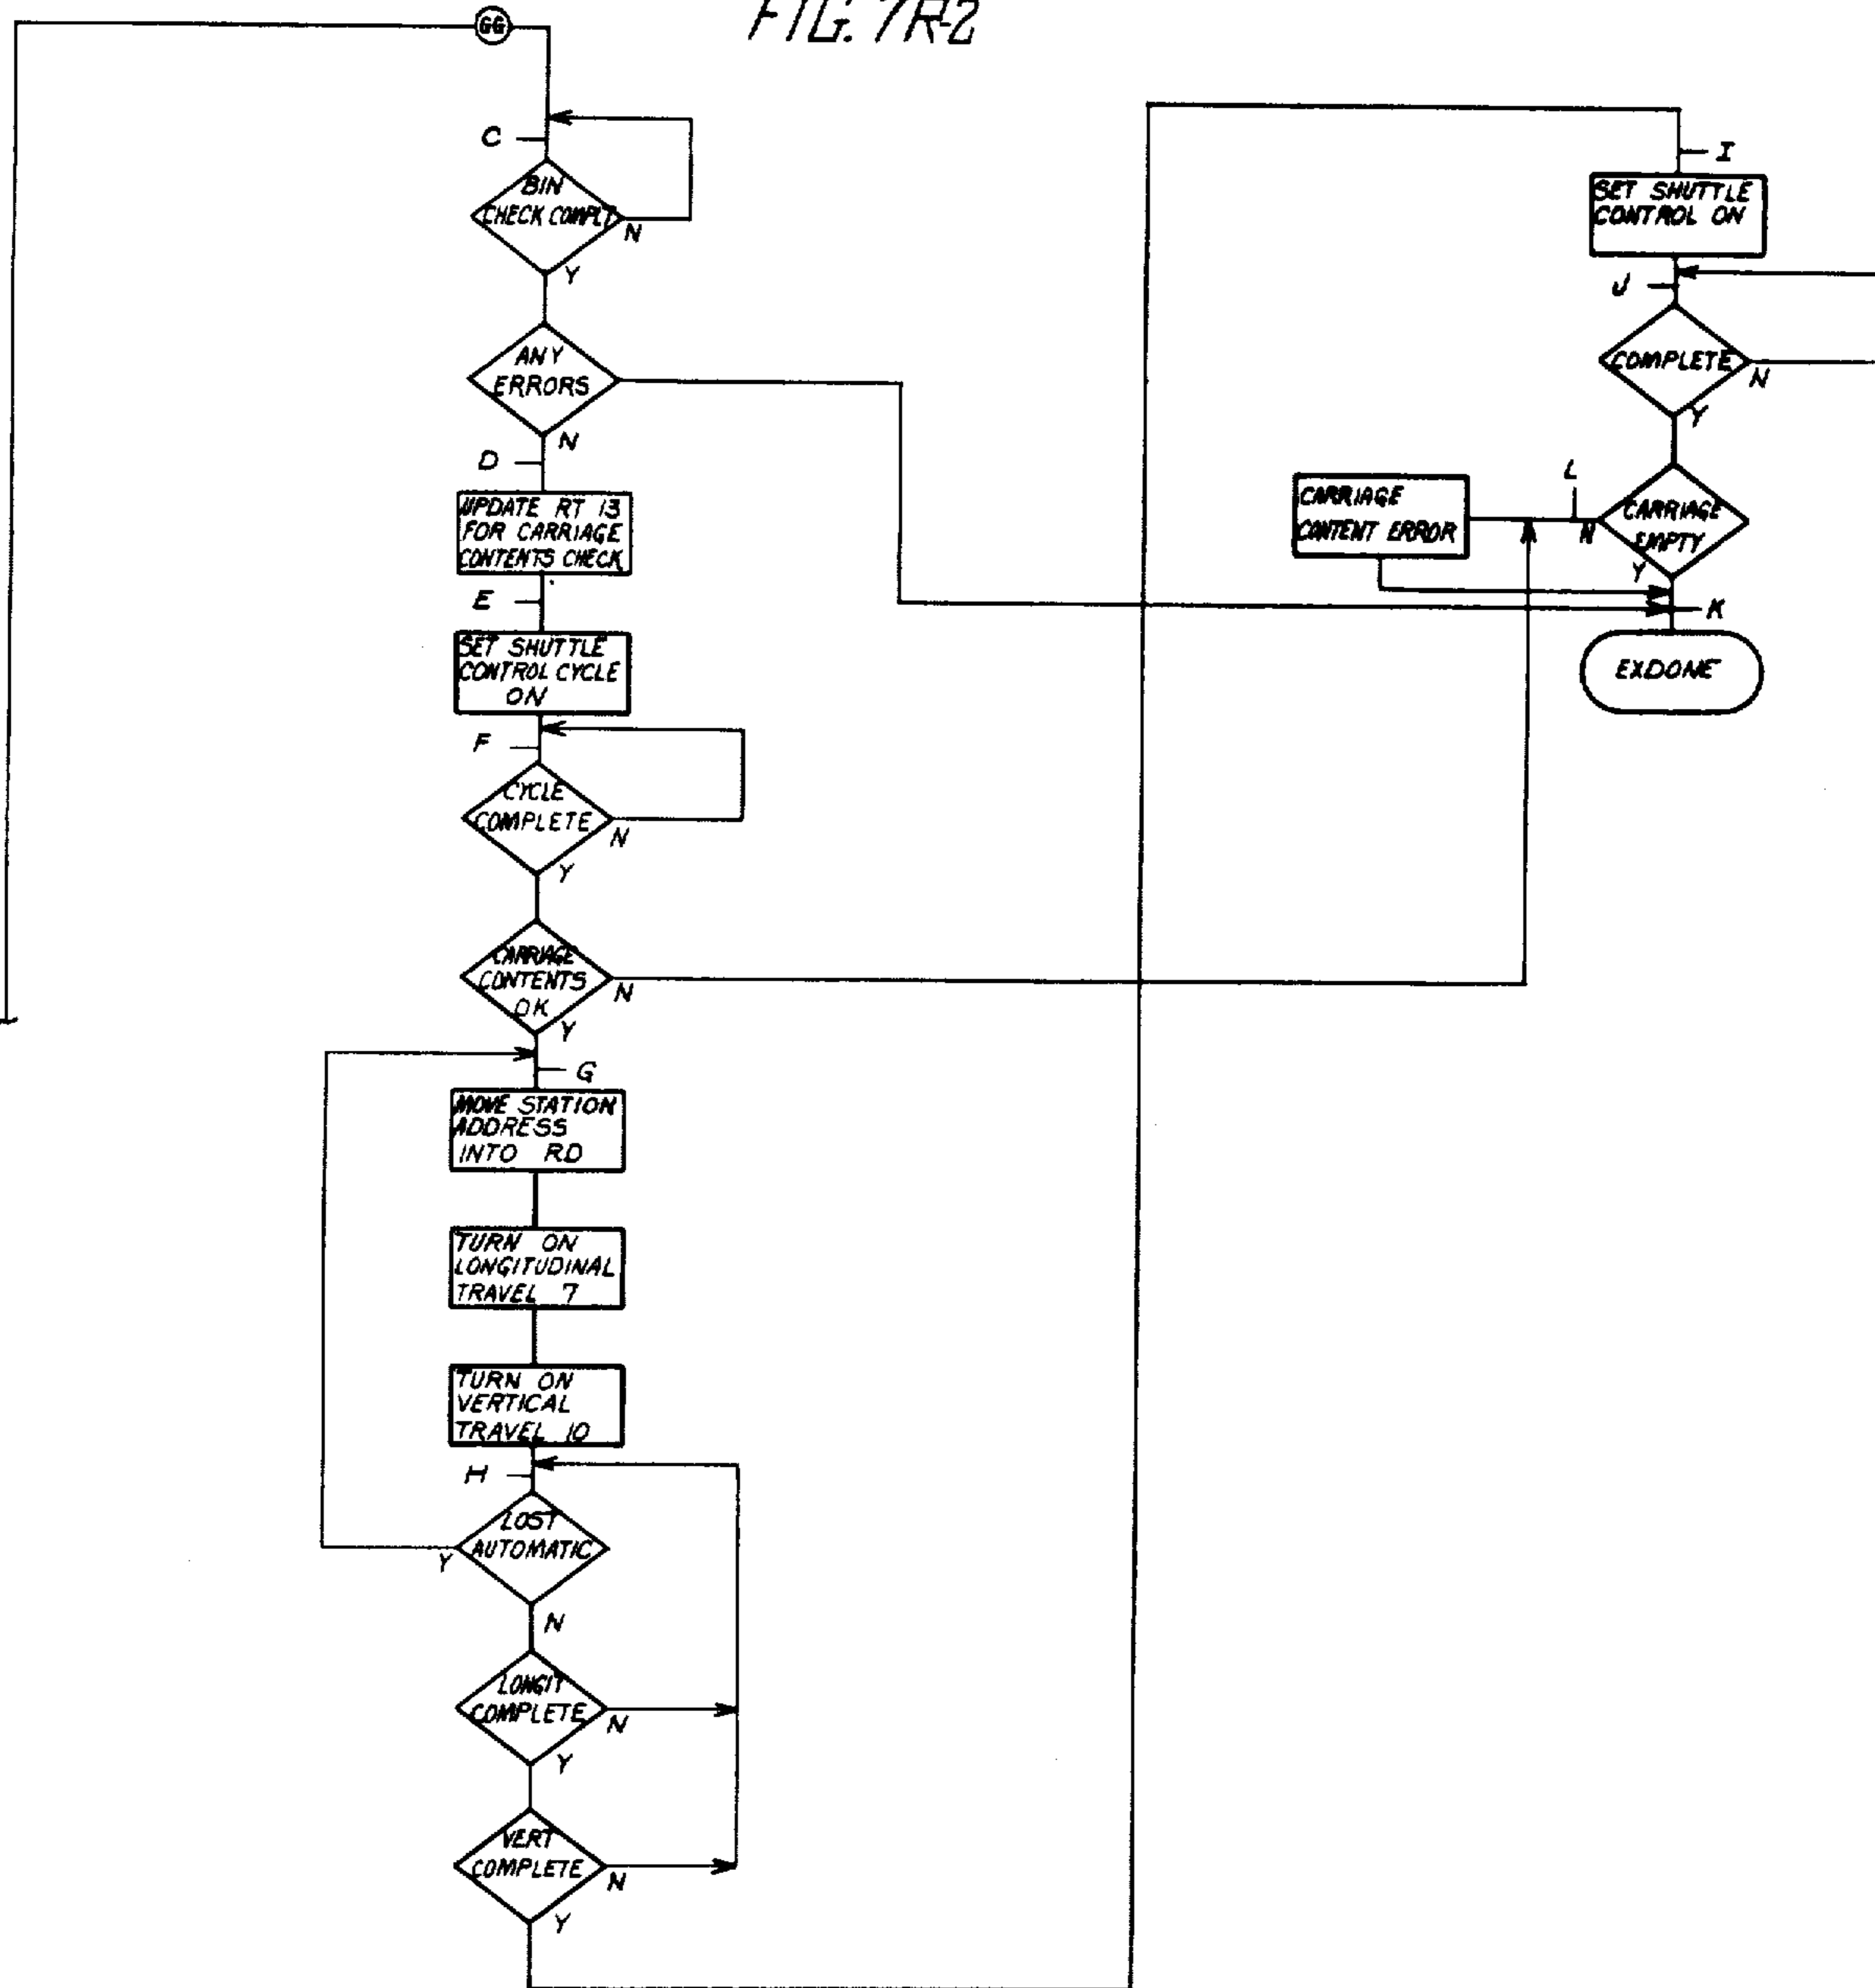 FIG. 7R-2
GG
C
BIN
CHECK COMPLT
N
Y
ANY
ERRORS
N
D
UPDATE RT 13
FOR CARRIAGE
CONTENTS CHECK
E
SET SHUTTLE
CONTROL CYCLE
ON
F
CYCLE
COMPLETE
N
Y
CARRIAGE
CONTENTS
OK
N
Y
G
MOVE STATION
ADDRESS
INTO RD
TURN ON
LONGITUDINAL
TRAVEL 7
TURN ON
VERTICAL
TRAVEL 10
H
LOST
AUTOMATIC
Y
N
LONGIT
COMPLETE
N
Y
VERT
COMPLETE
N
Y
I
SET SHUTTLE
CONTROL ON
J
COMPLETE
N
Y
L
CARRIAGE
EMPTY
N
Y
CARRIAGE
CONTENT ERROR
K
EXDONE